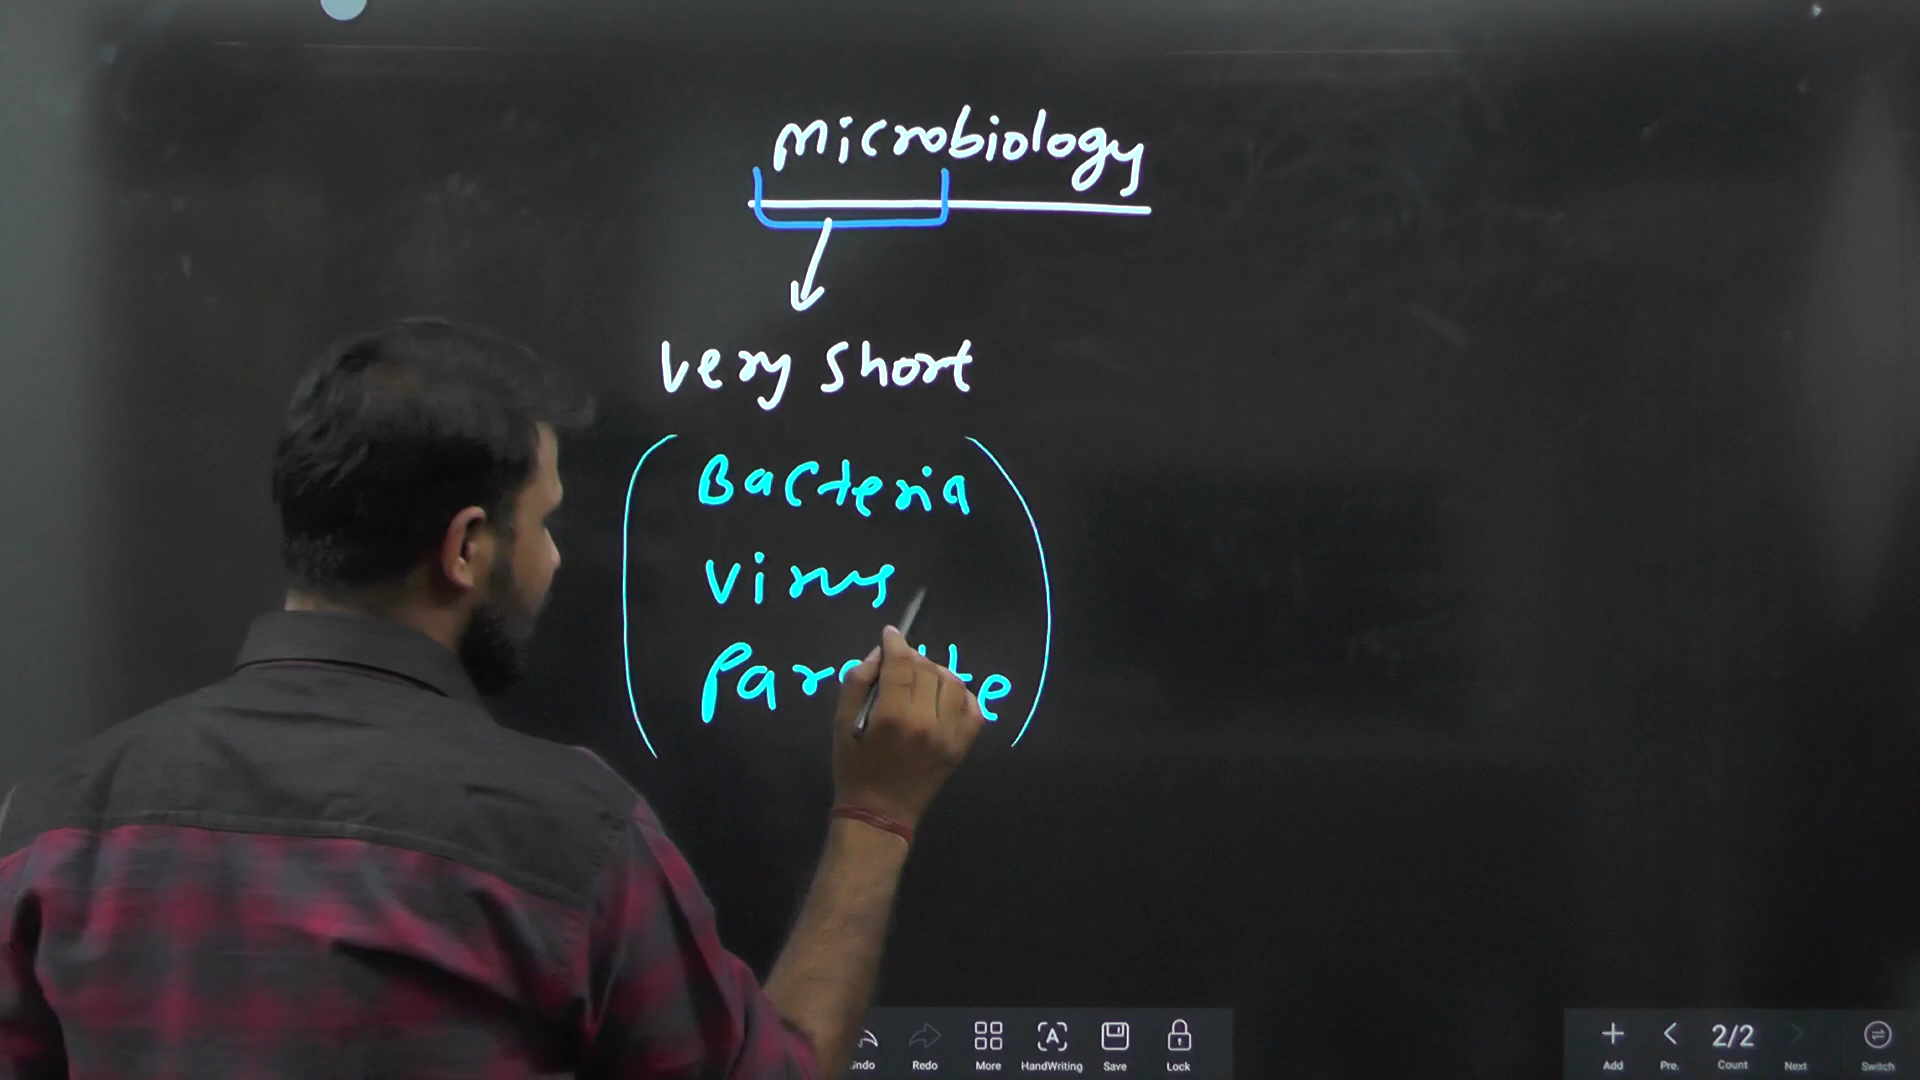 microbiology
very short
Bacteria
virus
Undo Redo More HandWriting Save Lock
Add Pre. 2/2 Count Next Switch